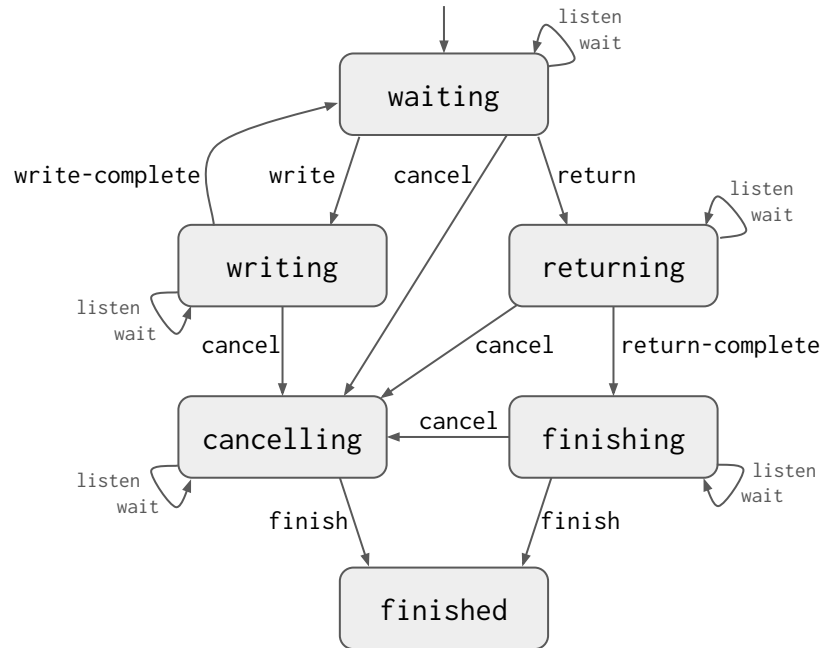 listen
wait
waiting
write-complete
write
cancel
return
listen
wait
writing
returning
listen
wait
cancel
cancel
return-complete
cancelling
cancel
finishing
listen
wait
listen
wait
finish
finish
finished